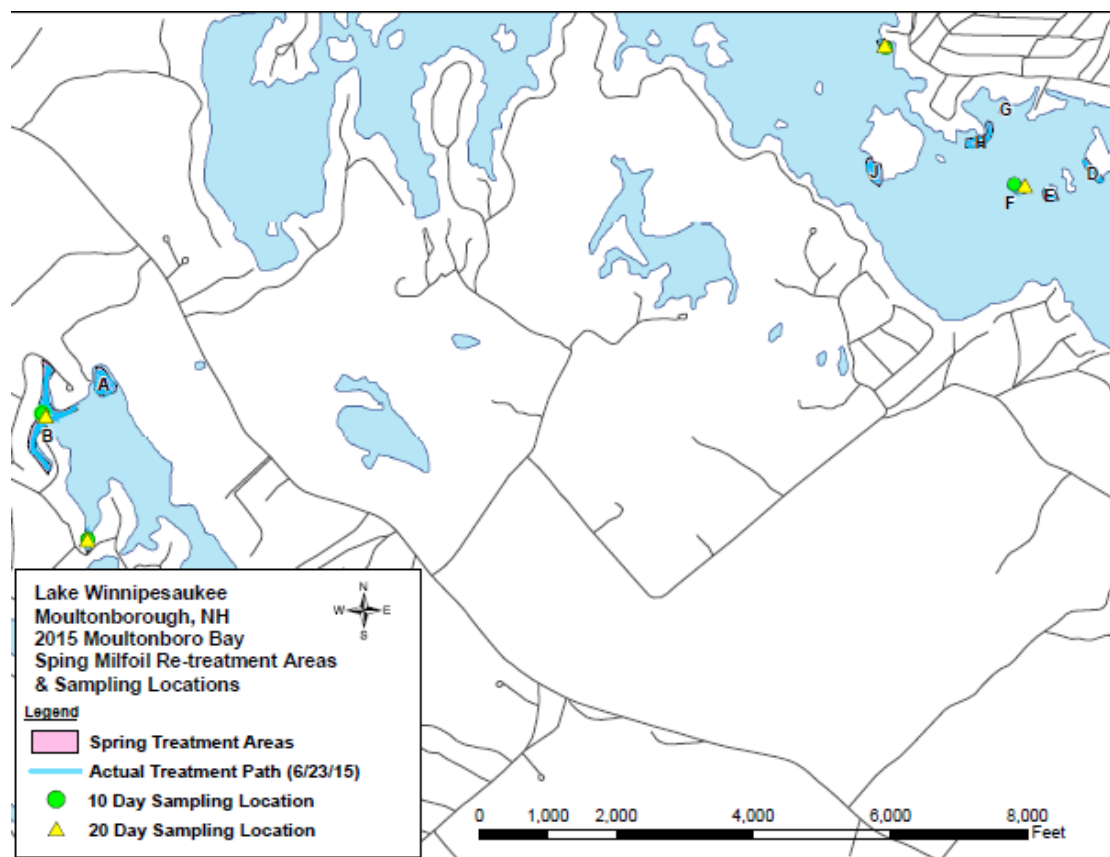 G
H
J
D
E
F
A
B
Lake Winnipesaukee
Moultonborough, NH
2015 Moultonboro Bay
Sping Milfoil Re-treatment Areas
& Sampling Locations
N
W E
S
Legend
Spring Treatment Areas
Actual Treatment Path (6/23/15)
10 Day Sampling Location
20 Day Sampling Location
0 1,000 2,000 4,000 6,000 8,000
Feet